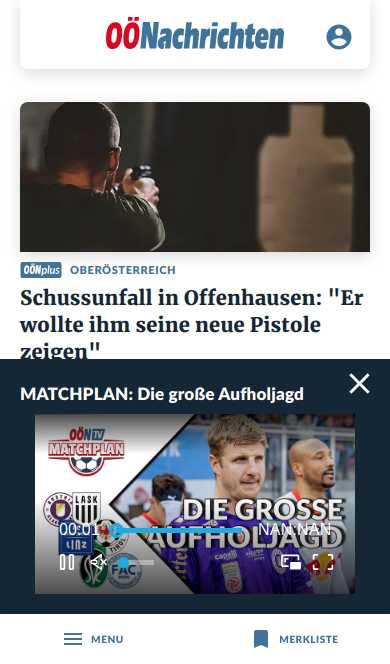 OÖNachrichten
OÖNplus OBERÖSTERREICH
Schussunfall in Offenhausen: "Er
wollte ihm seine neue Pistole
zeigen"
MATCHPLAN: Die große Aufholjagd
OÖN TV
MATCHPLAN
LASK
DIE GROSSE
AUFHOLJAGD
00:01
NAN:NAN
LINZ
FAC
MENU
MERKLISTE